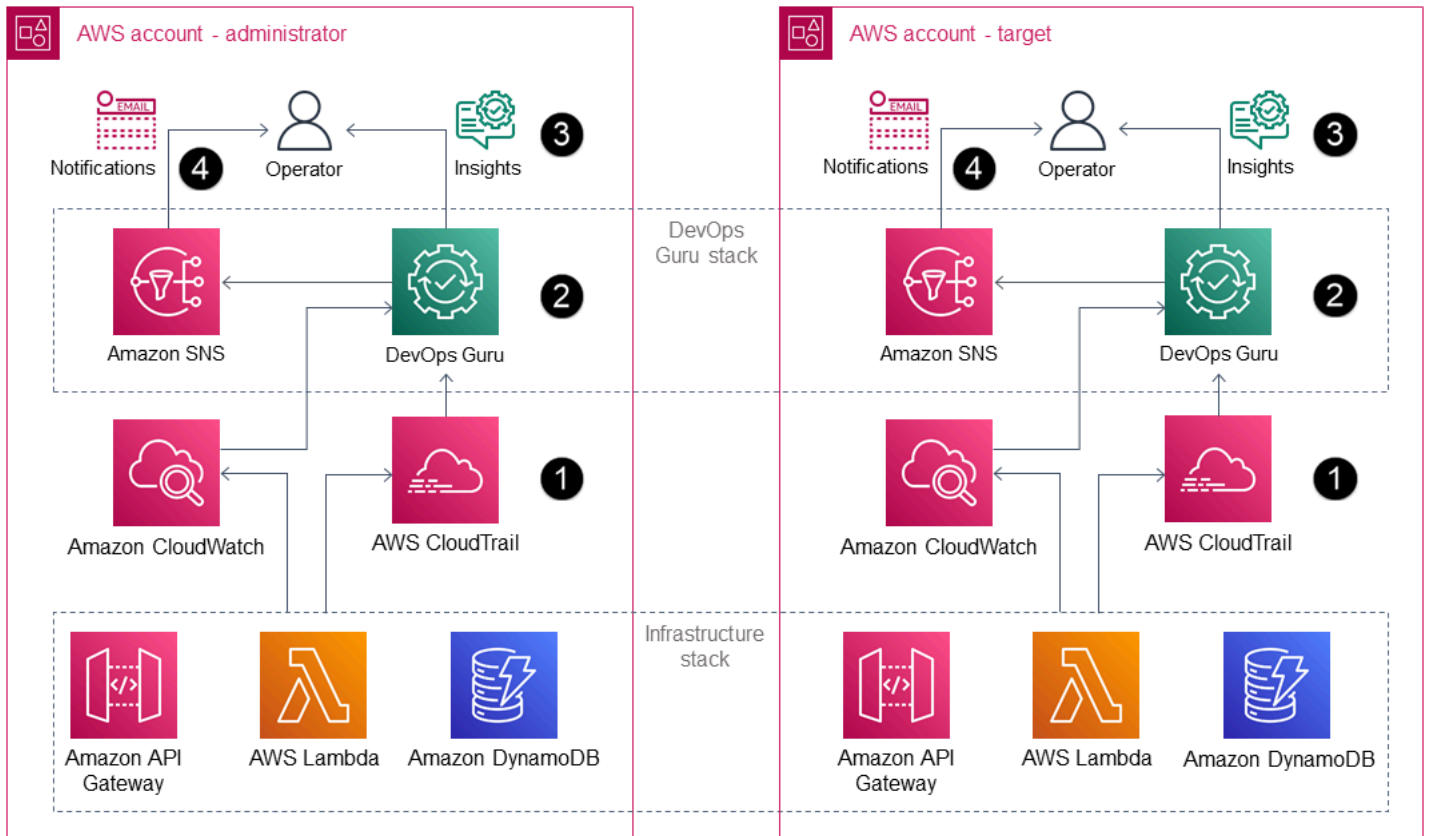 AWS account - administrator
EMAIL
Notifications
4
Operator
Insights
3
Amazon SNS
DevOps Guru
2
Amazon CloudWatch
AWS CloudTrail
1
</>
Amazon API
Gateway
AWS Lambda
Amazon DynamoDB
DevOps
Guru stack
Infrastructure
stack
AWS account - target
EMAIL
Notifications
4
Operator
Insights
3
Amazon SNS
DevOps Guru
2
Amazon CloudWatch
AWS CloudTrail
1
</>
Amazon API
Gateway
AWS Lambda
Amazon DynamoDB